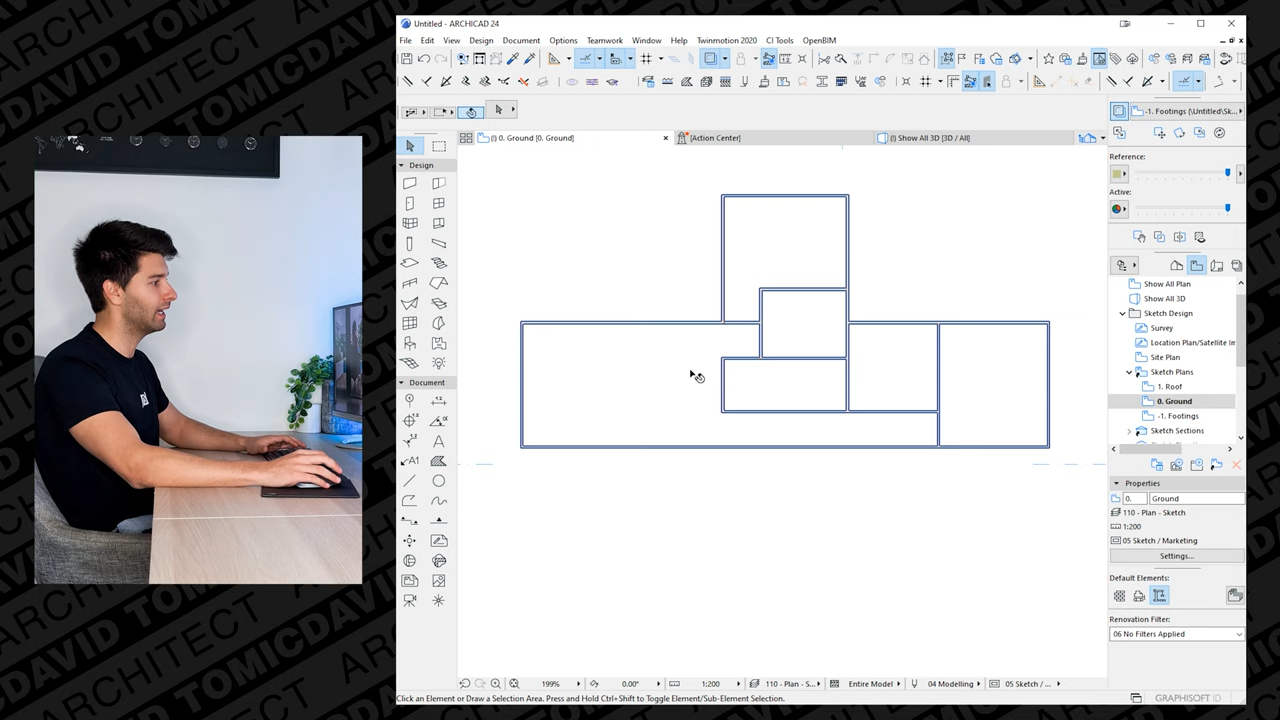 Untitled - ARCHICAD 24
File Edit View Design Document Options Teamwork Window Help Twinmotion 2020 CI Tools OpenBIM
-1. Footings (\Untitled\Sk...
(!) 0. Ground [0. Ground]
[Action Center]
(!) Show All 3D [3D / All]
Reference:
Active:
Design
Document
A
A1
Show All Plan
Show All 3D
Sketch Design
Survey
Location Plan/Satellite Im
Site Plan
Sketch Plans
1. Roof
0. Ground
-1. Footings
Sketch Sections
Properties
0. Ground
110 - Plan - Sketch
1:200
05 Sketch / Marketing
Settings...
Default Elements:
Renovation Filter:
06 No Filters Applied
199% 0.00° 1:200 110 - Plan - S... Entire Model 04 Modelling 05 Sketch / ...
Click an Element or Draw a Selection Area. Press and Hold Ctrl+Shift to Toggle Element/Sub-Element Selection.
GRAPHISOFT ID
DAVID TOMIC
ARCHITECT